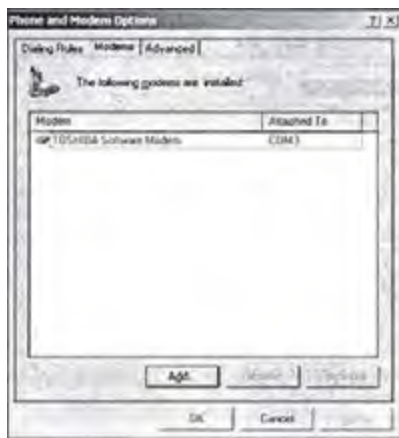 Phone and Modem Options
Dialing Rules Modems Advanced
The following modems are installed:
Modem Attached To
TOSHIBA Software Modem COM3
Add...
OK Cancel